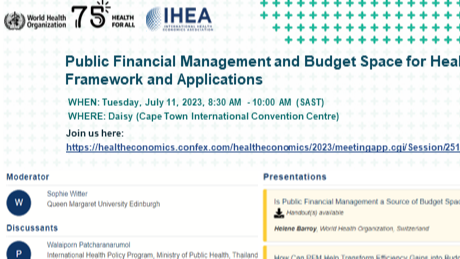 World Health
Organization
75
HEALTH
FOR ALL
IHEA
INTERNATIONAL HEALTH
ECONOMICS ASSOCIATION
Public Financial Management and Budget Space for Heal
Framework and Applications
WHEN: Tuesday, July 11, 2023, 8:30 AM - 10:00 AM (SAST)
WHERE: Daisy (Cape Town International Convention Centre)
Join us here:
https://healtheconomics.confex.com/healtheconomics/2023/meetingapp.cgi/Session/251
Moderator
W
Sophie Witter
Queen Margaret University Edinburgh
Discussants
P
Walaiporn Patcharanarumol
International Health Policy Program, Ministry of Public Health, Thailand
Presentations
Is Public Financial Management a Source of Budget Spac
Handout(s) available
Helene Barroy, World Health Organization, Switzerland
How Can PFM Help Transform Efficiency Gains into Budg